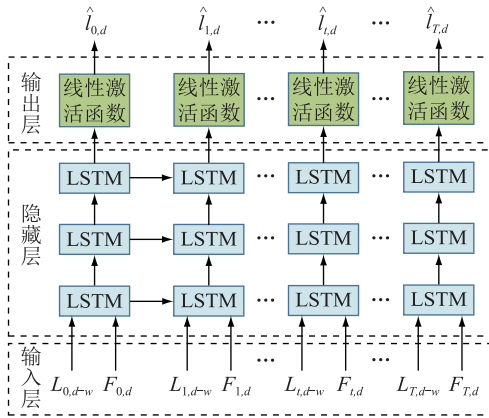 l̂0,d l̂1,d ··· l̂t,d ··· l̂T,d
输出层
线性激活函数 线性激活函数 ··· 线性激活函数 ··· 线性激活函数
隐藏层
LSTM LSTM ··· LSTM ··· LSTM
LSTM LSTM ··· LSTM ··· LSTM
LSTM LSTM ··· LSTM ··· LSTM
输入层
··· ···
L0,d-w F0,d L1,d-w F1,d Lt,d-w Ft,d LT,d-w FT,d